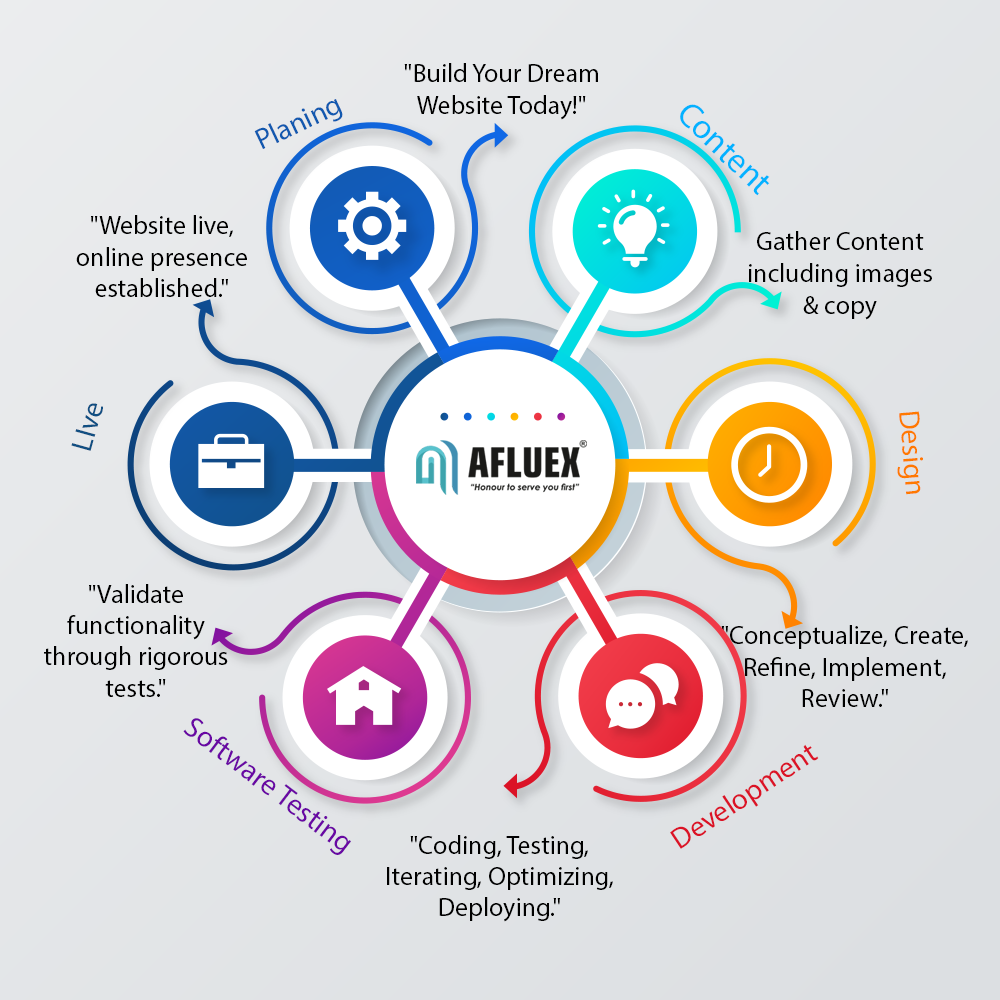 Planing
"Build Your Dream
Website Today!"
Content
Gather Content
including images
& copy
Design
"Conceptualize, Create,
Refine, Implement,
Review."
Development
"Coding, Testing,
Iterating, Optimizing,
Deploying."
Software Testing
"Validate
functionality
through rigorous
tests."
LIve
"Website live,
online presence
established."
AFLUEX®
"Honour to serve you first"